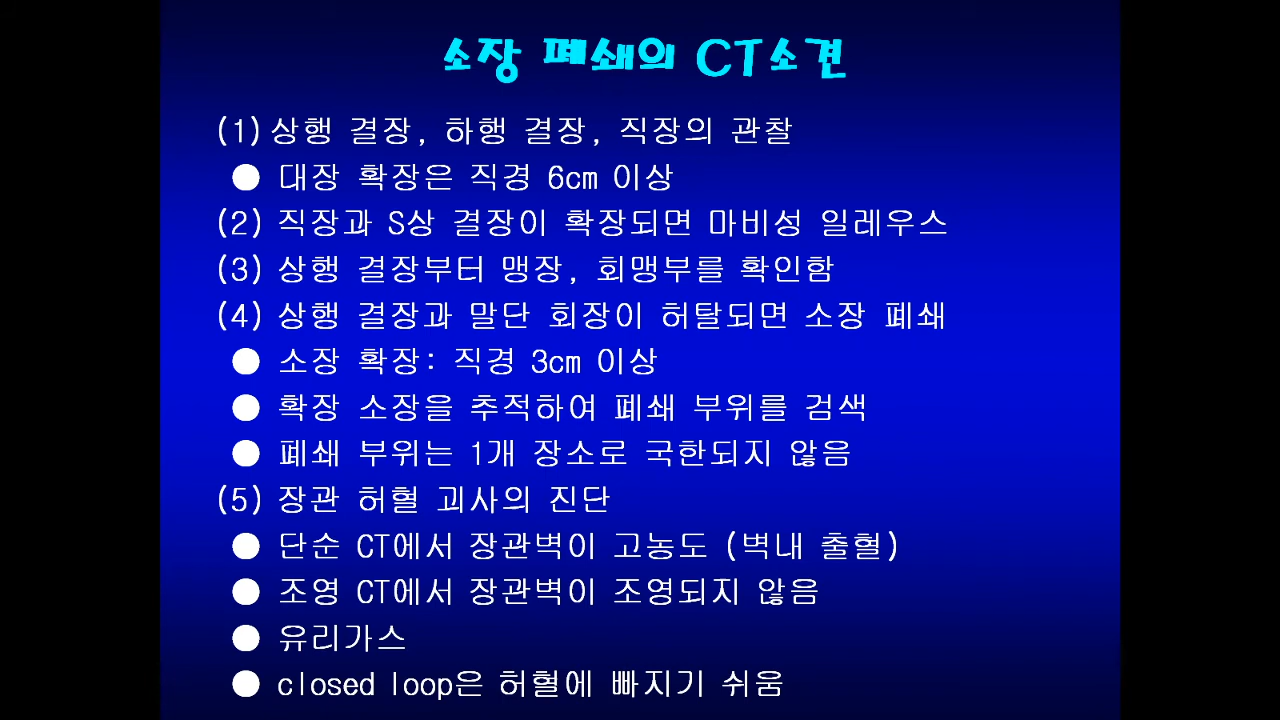 소장 폐쇄의 CT소견
(1) 상행 결장, 하행 결장, 직장의 관찰
● 대장 확장은 직경 6cm 이상
(2) 직장과 S상 결장이 확장되면 마비성 일레우스
(3) 상행 결장부터 맹장, 회맹부를 확인함
(4) 상행 결장과 말단 회장이 허탈되면 소장 폐쇄
● 소장 확장: 직경 3cm 이상
● 확장 소장을 추적하여 폐쇄 부위를 검색
● 폐쇄 부위는 1개 장소로 국한되지 않음
(5) 장관 허혈 괴사의 진단
● 단순 CT에서 장관벽이 고농도 (벽내 출혈)
● 조영 CT에서 장관벽이 조영되지 않음
● 유리가스
● closed loop은 허혈에 빠지기 쉬움